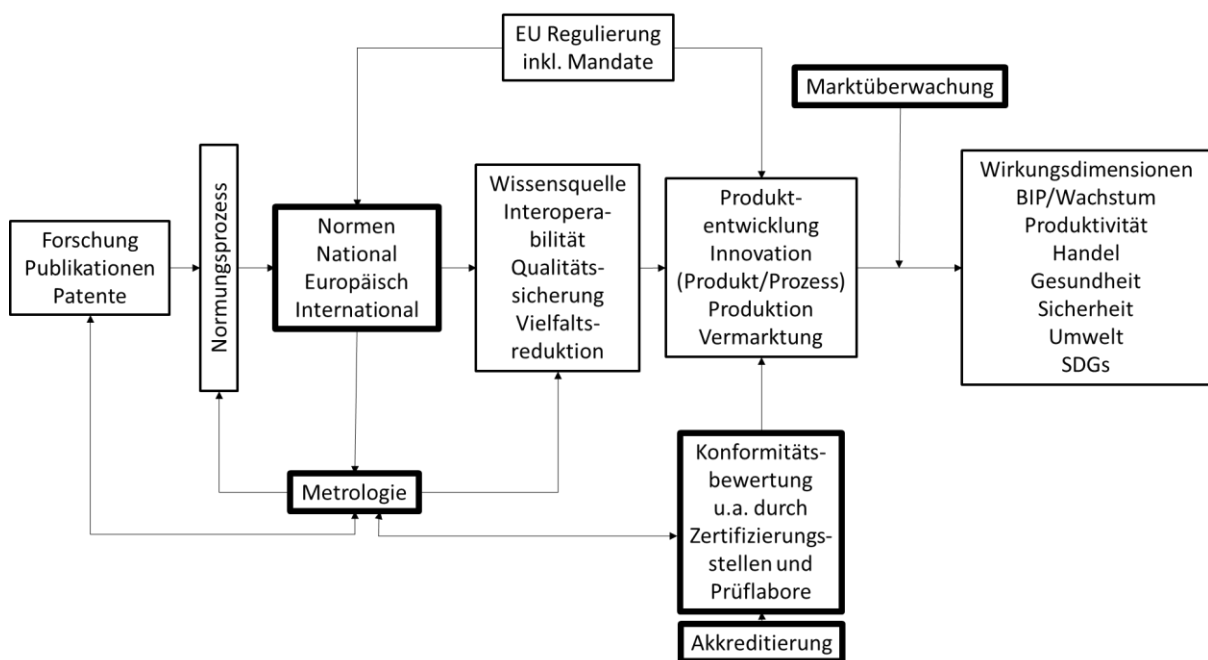 EU Regulierung
inkl. Mandate
Marktüberwachung
Forschung
Publikationen
Patente
Normungsprozess
Normen
National
Europäisch
International
Wissensquelle
Interopera-
bilität
Qualitäts-
sicherung
Vielfalts-
reduktion
Produkt-
entwicklung
Innovation
(Produkt/Prozess)
Produktion
Vermarktung
Wirkungsdimensionen
BIP/Wachstum
Produktivität
Handel
Gesundheit
Sicherheit
Umwelt
SDGs
Metrologie
Konformitäts-
bewertung
u.a. durch
Zertifizierungs-
stellen und
Prüflabore
Akkreditierung